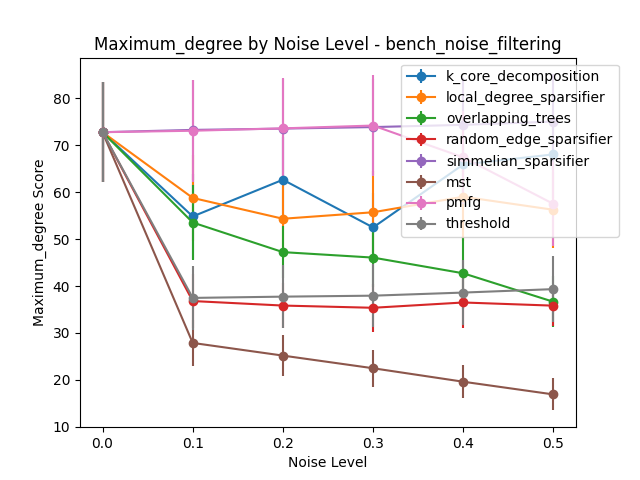 Maximum_degree by Noise Level - bench_noise_filtering
k_core_decomposition
local_degree_sparsifier
overlapping_trees
random_edge_sparsifier
simmelian_sparsifier
mst
pmfg
threshold
Maximum_degree Score
80
70
60
50
40
30
20
10
0.0 0.1 0.2 0.3 0.4 0.5
Noise Level